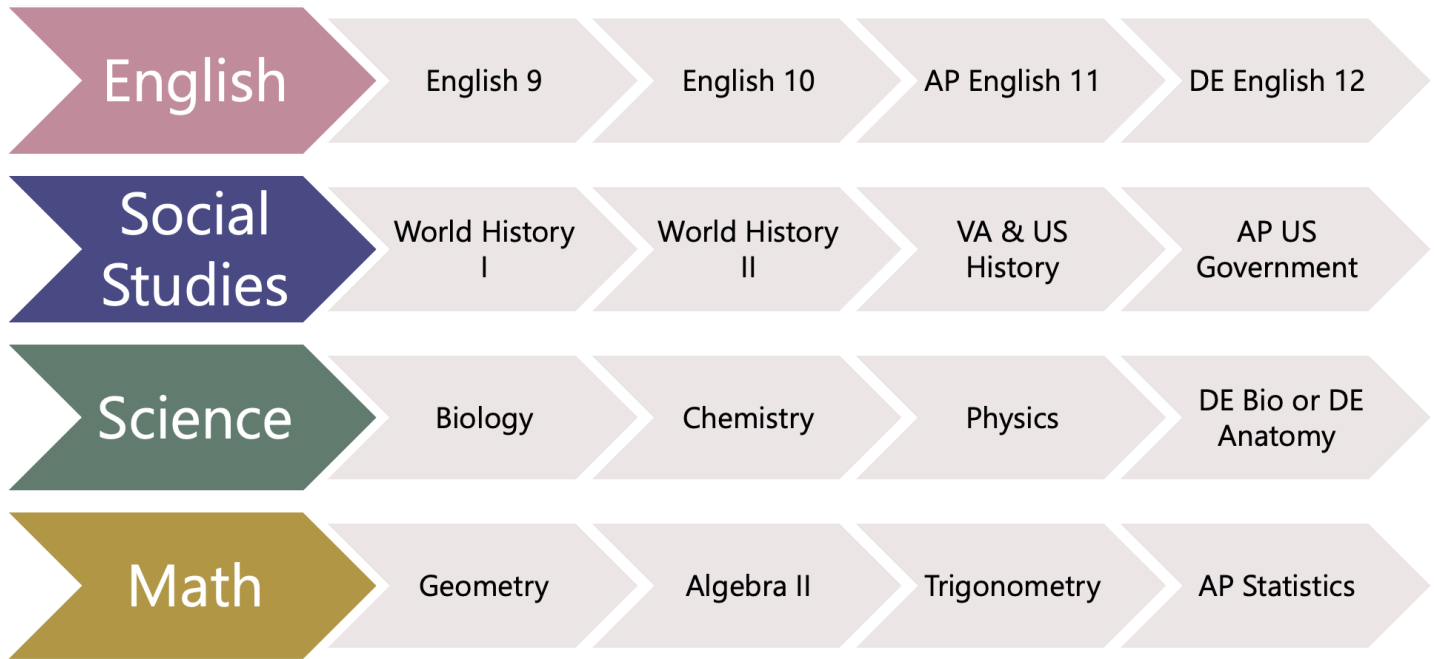 English
English 9
English 10
AP English 11
DE English 12
Social
Studies
World History
I
World History
II
VA & US
History
AP US
Government
Science
Biology
Chemistry
Physics
DE Bio or DE
Anatomy
Math
Geometry
Algebra II
Trigonometry
AP Statistics